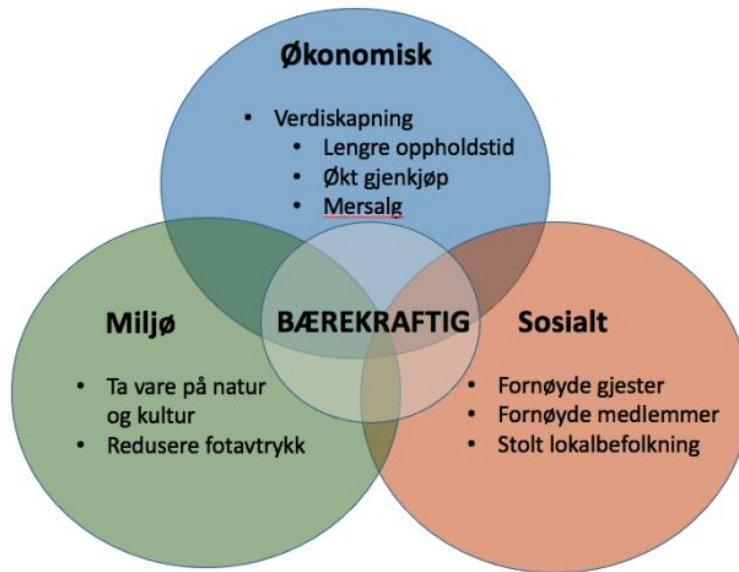 Økonomisk
• Verdiskapning
• Lengre oppholdstid
• Økt gjenkjøp
• Mersalg
Miljø
• Ta vare på natur
og kultur
• Redusere fotavtrykk
BÆREKRAFTIG
Sosialt
• Fornøyde gjester
• Fornøyde medlemmer
• Stolt lokalbefolkning